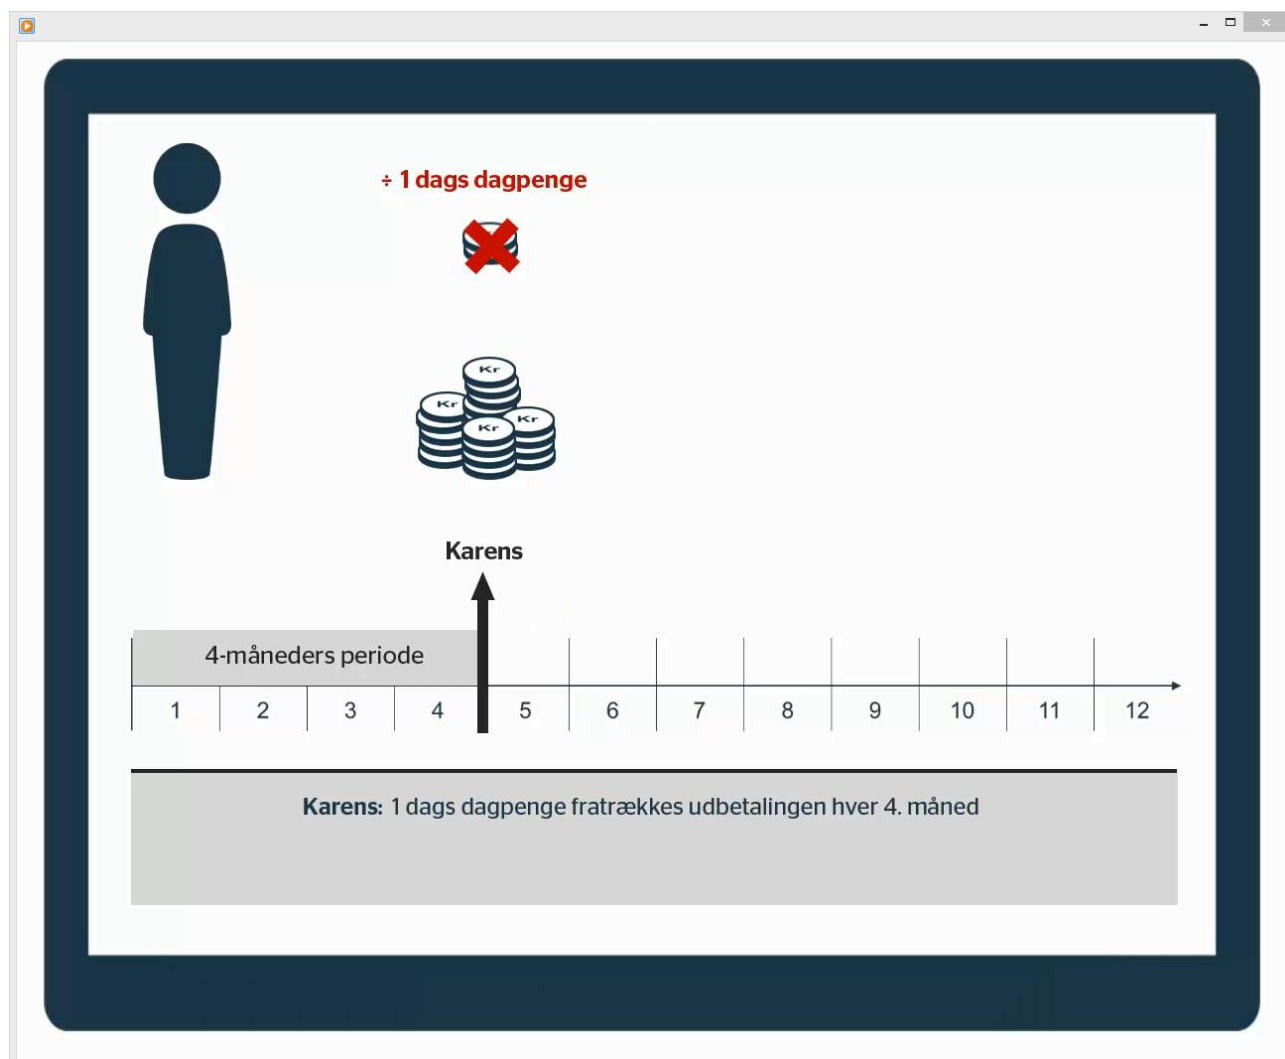 ÷ 1 dags dagpenge
Kr
Kr
Kr
Kr
Karens
4-måneders periode
1 2 3 4 5 6 7 8 9 10 11 12
Karens: 1 dags dagpenge fratrækkes udbetalingen hver 4. måned